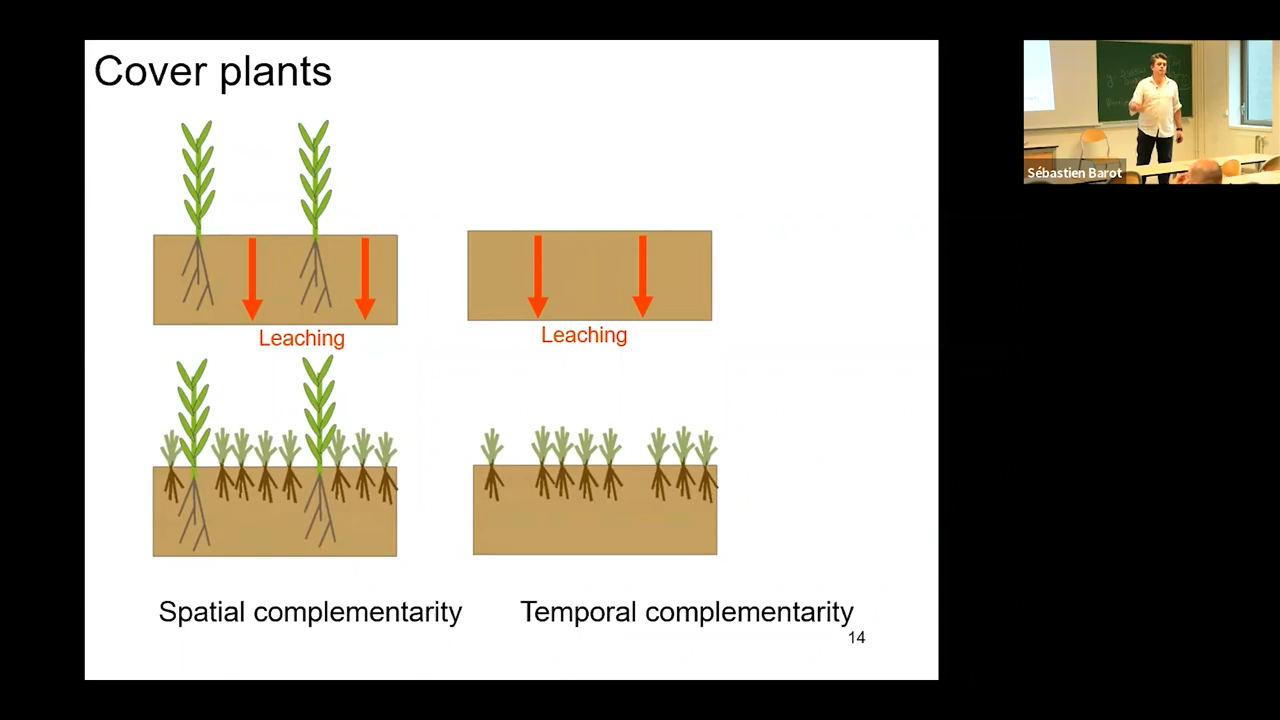 Cover plants
Leaching
Leaching
Spatial complementarity
Temporal complementarity
14
Sébastien Barot